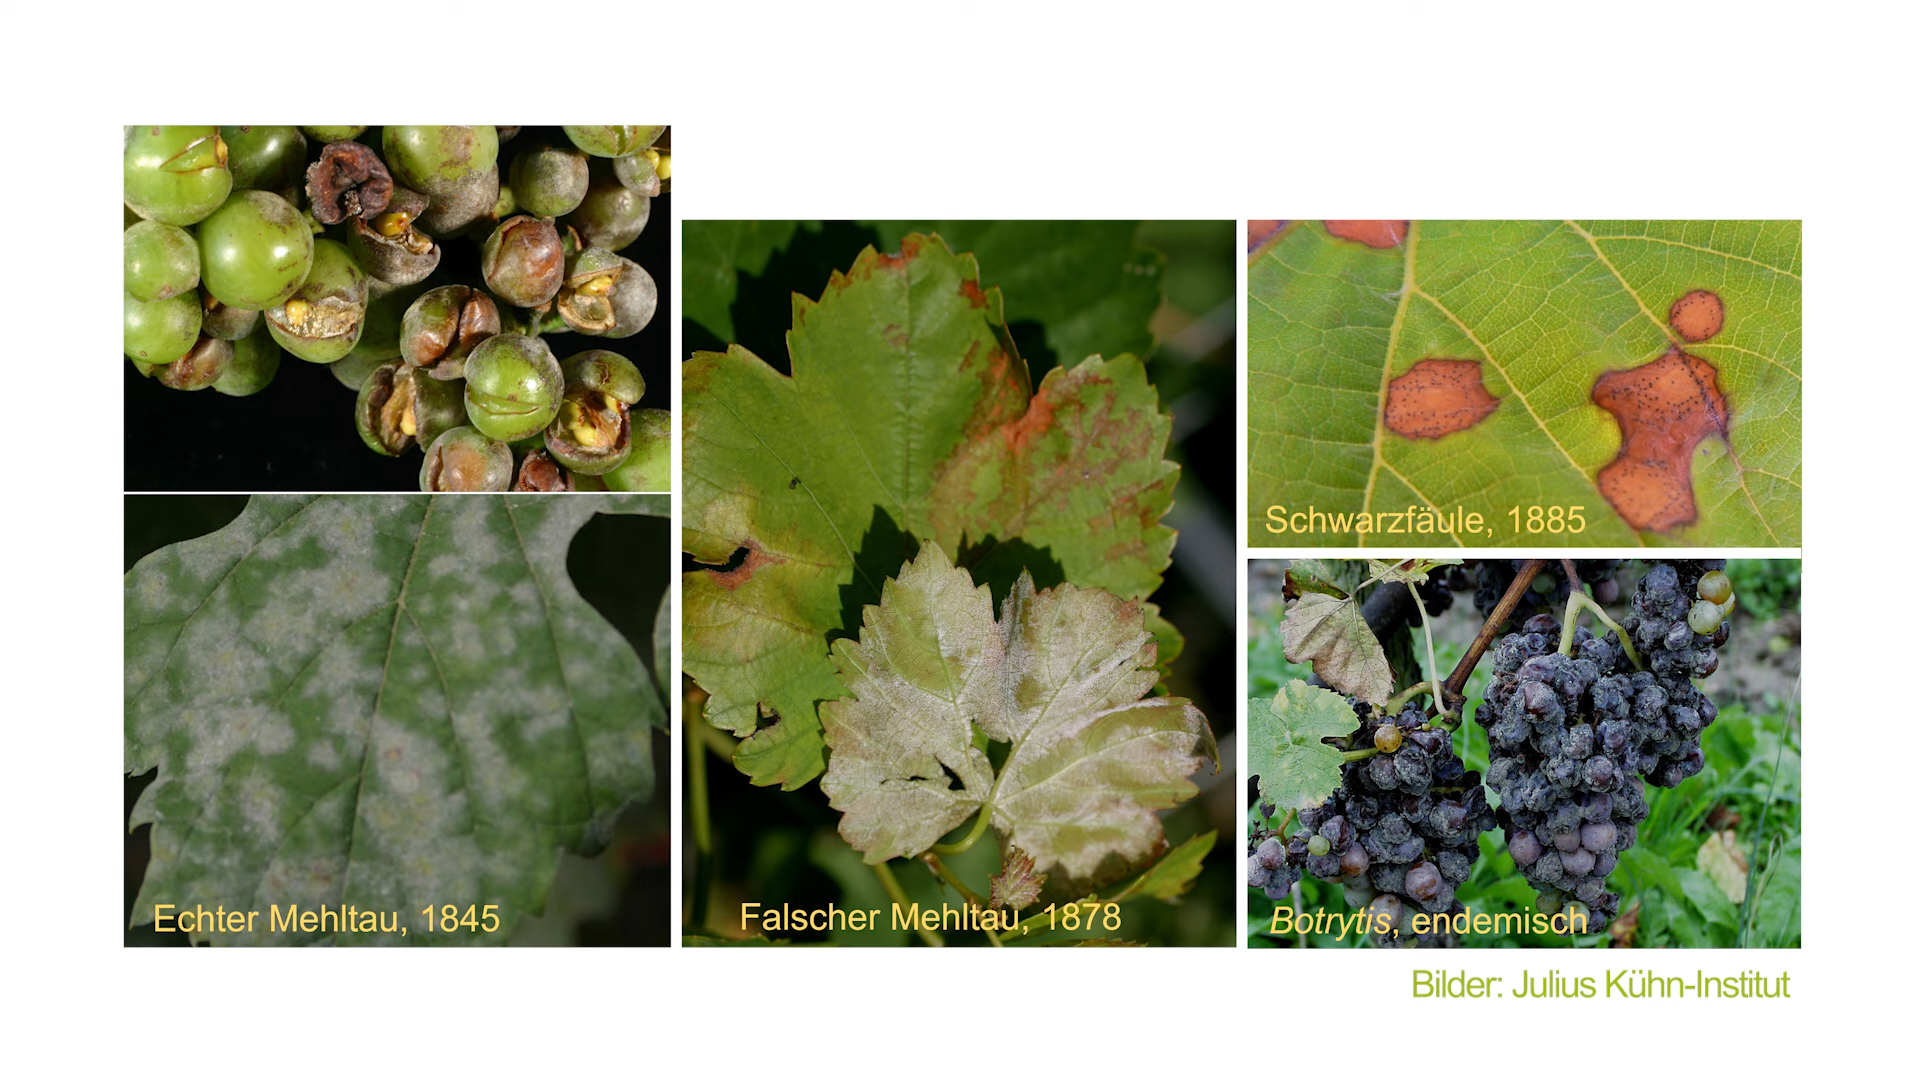 Echter Mehltau, 1845
Falscher Mehltau, 1878
Schwarzfäule, 1885
Botrytis, endemisch
Bilder: Julius Kühn-Institut